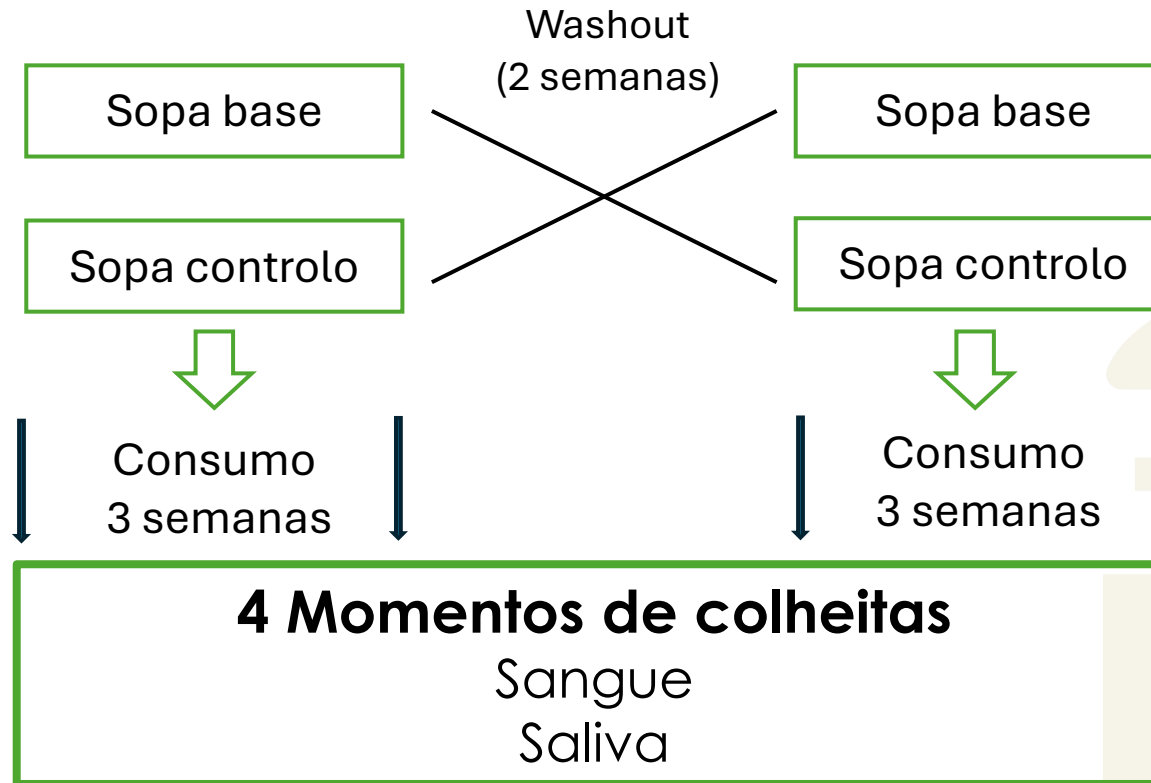 Washout
(2 semanas)
Sopa base
Sopa base
Sopa controlo
Sopa controlo
Consumo
3 semanas
Consumo
3 semanas
4 Momentos de colheitas
Sangue
Saliva